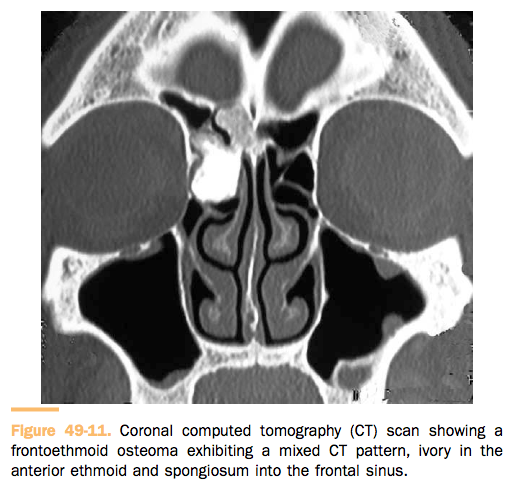 Figure 49-11. Coronal computed tomography (CT) scan showing a
frontoethmoid osteoma exhibiting a mixed CT pattern, ivory in the
anterior ethmoid and spongiosum into the frontal sinus.